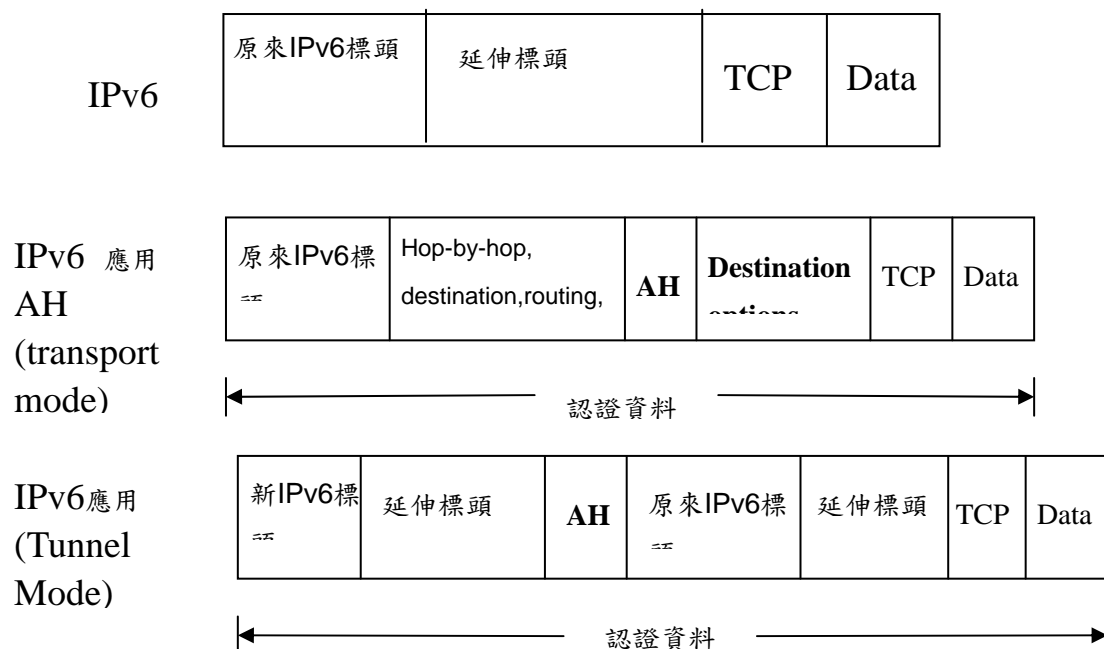 IPv6
原來IPv6標頭
延伸標頭
TCP
Data
IPv6 應用
AH
(transport
mode)
原來IPv6標
Hop-by-hop,
destination,routing,
AH
Destination
options
TCP
Data
認證資料
IPv6應用
(Tunnel
Mode)
新IPv6標
延伸標頭
AH
原來IPv6標
延伸標頭
TCP
Data
認證資料